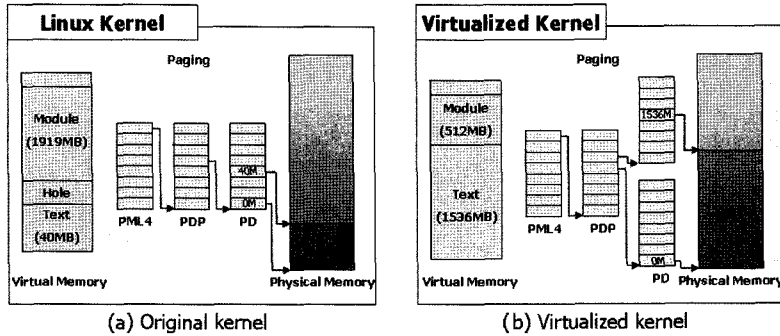 Linux Kernel
Paging
Module
(1919MB)
Hole
Text
(40MB)
40M
0M
PML4
PDP
PD
Virtual Memory
Physical Memory
(a) Original kernel
Virtualized Kernel
Paging
Module
(512MB)
Text
(1536MB)
1536M
0M
PML4
PDP
PD
Virtual Memory
Physical Memory
(b) Virtualized kernel